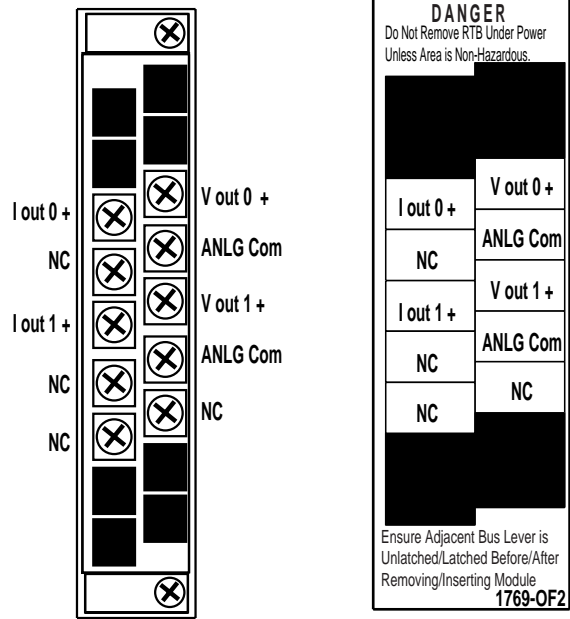 I out 0 +
NC
I out 1 +
NC
NC
V out 0 +
ANLG Com
V out 1 +
ANLG Com
NC
DANGER
Do Not Remove RTB Under Power
Unless Area is Non-Hazardous.
I out 0 +
NC
I out 1 +
NC
NC
V out 0 +
ANLG Com
V out 1 +
ANLG Com
NC
Ensure Adjacent Bus Lever is
Unlatched/Latched Before/After
Removing/Inserting Module
1769-OF2